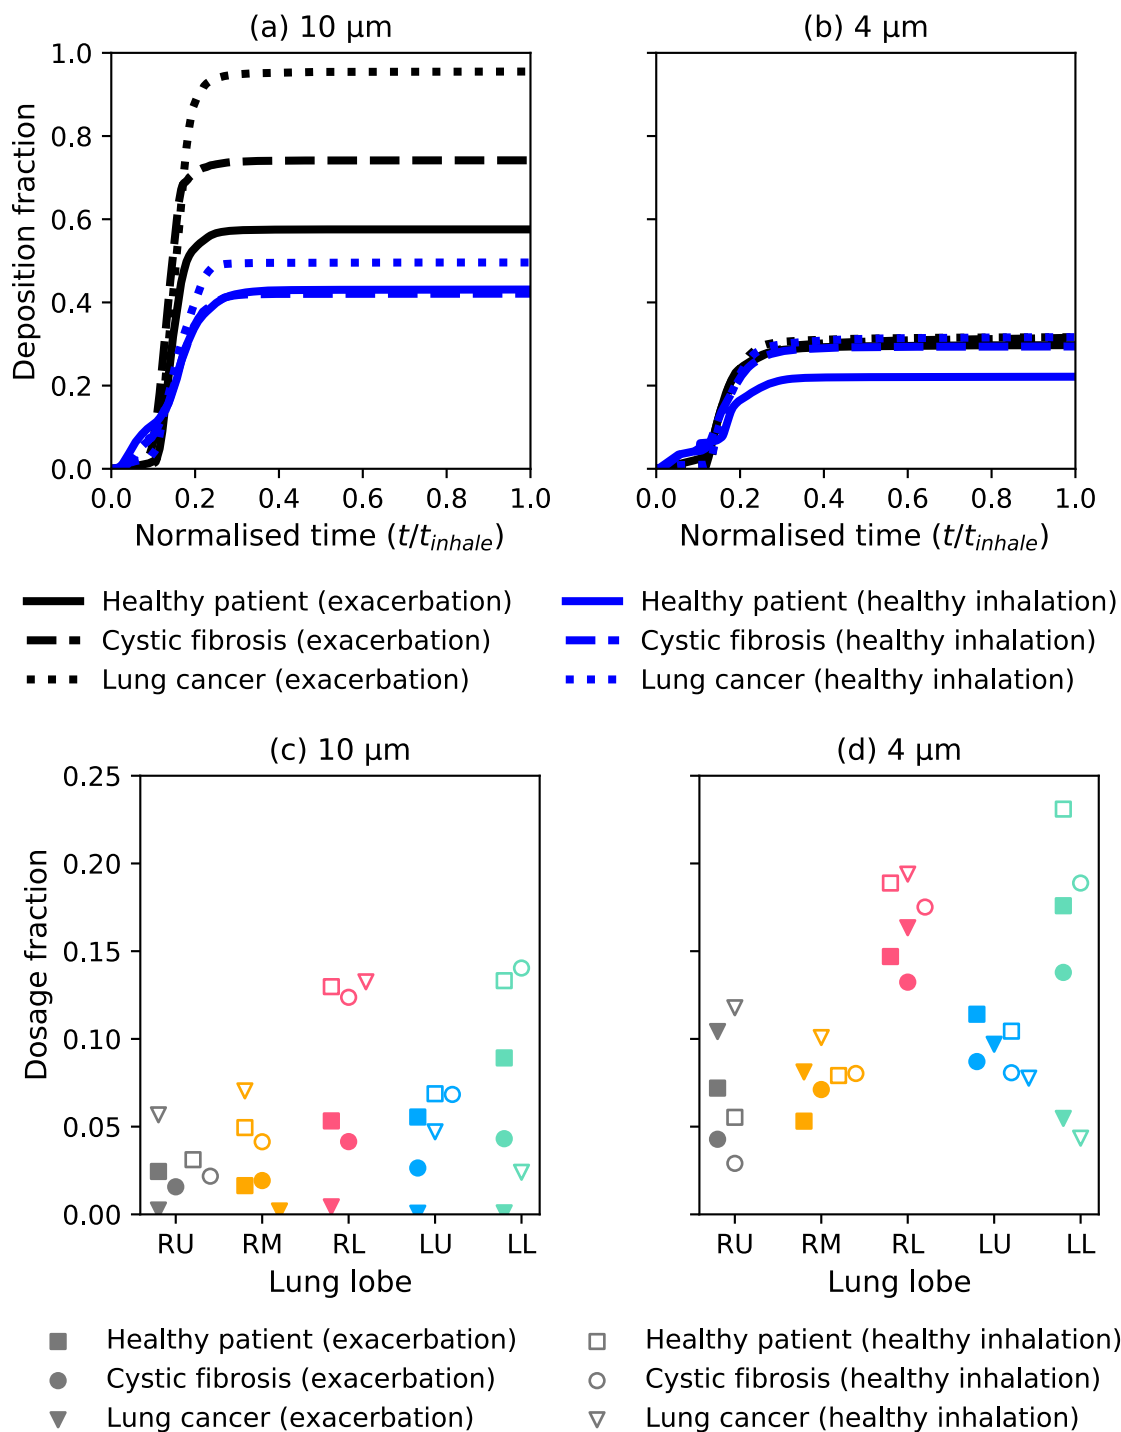 (a) 10 μm
(b) 4 μm
1.0
0.8
0.6
0.4
0.2
0.0
Deposition fraction
0.0 0.2 0.4 0.6 0.8 1.0
0.0 0.2 0.4 0.6 0.8 1.0
Normalised time (t/t_inhale)
Normalised time (t/t_inhale)
Healthy patient (exacerbation)
Cystic fibrosis (exacerbation)
Lung cancer (exacerbation)
Healthy patient (healthy inhalation)
Cystic fibrosis (healthy inhalation)
Lung cancer (healthy inhalation)
(c) 10 μm
(d) 4 μm
0.25
0.20
0.15
0.10
0.05
0.00
Dosage fraction
RU RM RL LU LL
RU RM RL LU LL
Lung lobe
Lung lobe
Healthy patient (exacerbation)
Cystic fibrosis (exacerbation)
Lung cancer (exacerbation)
Healthy patient (healthy inhalation)
Cystic fibrosis (healthy inhalation)
Lung cancer (healthy inhalation)